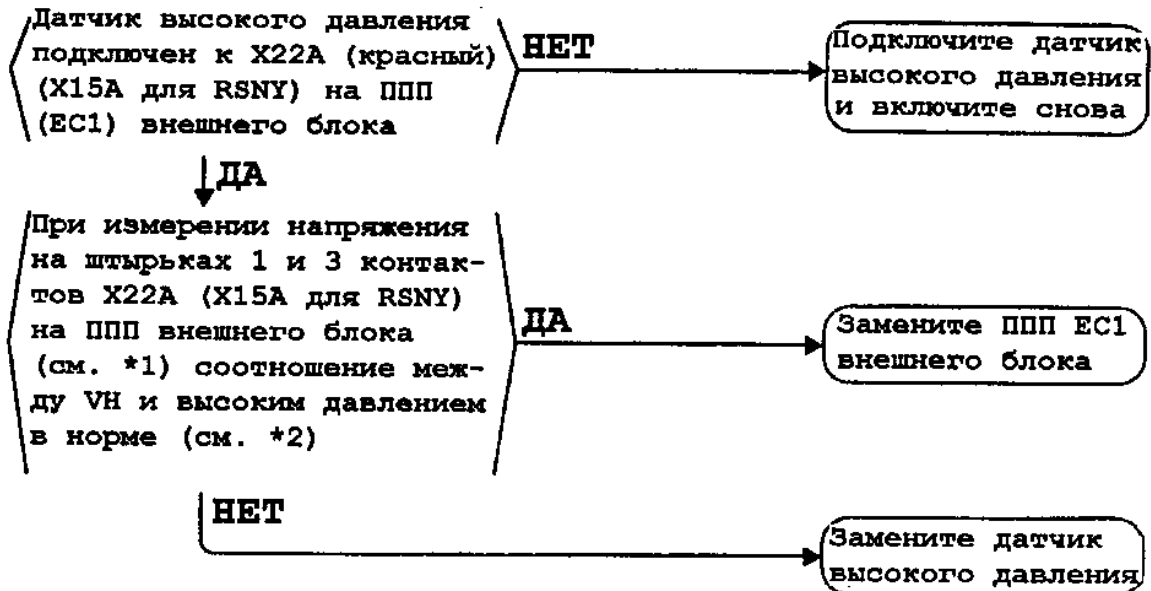 Датчик высокого давления
подключен к X22A (красный)
(X15A для RSNY) на ППП
(EC1) внешнего блока
НЕТ
Подключите датчик
высокого давления
и включите снова
ДА
При измерении напряжения
на штырьках 1 и 3 контак-
тов X22A (X15A для RSNY)
на ППП внешнего блока
(см. *1) соотношение меж-
ду VH и высоким давлением
в норме (см. *2)
ДА
Замените ППП EC1
внешнего блока
НЕТ
Замените датчик
высокого давления